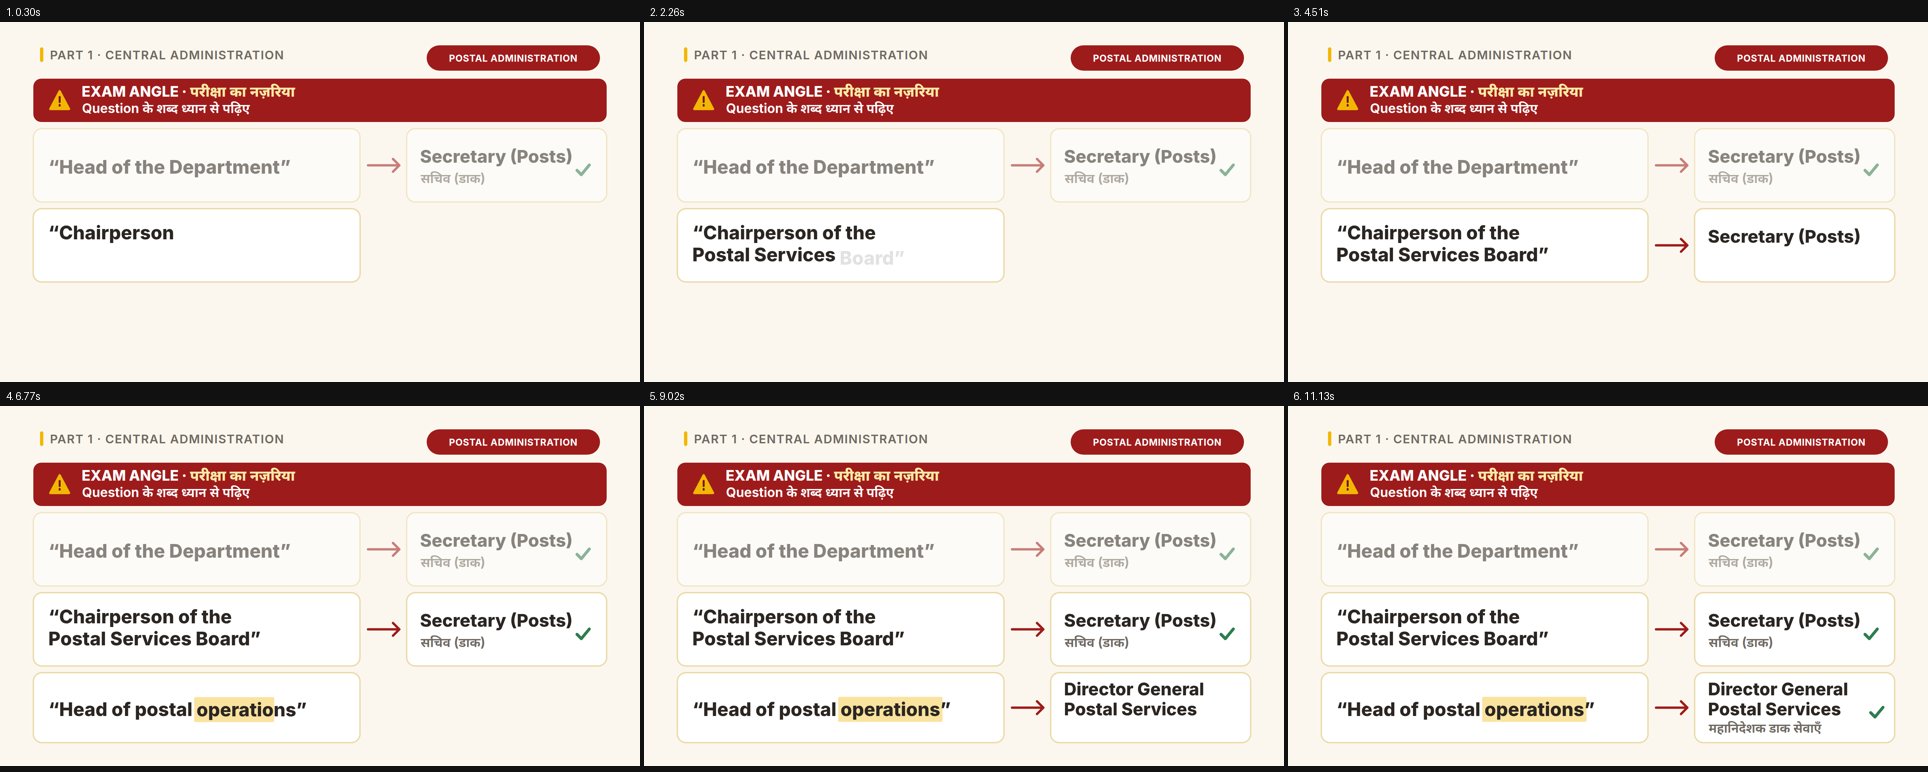 1. 0.30s
PART 1 · CENTRAL ADMINISTRATION
POSTAL ADMINISTRATION
EXAM ANGLE · परीक्षा का नज़रिया
Question के शब्द ध्यान से पढ़िए
“Head of the Department”
Secretary (Posts)
सचिव (डाक)
“Chairperson
2. 2.26s
PART 1 · CENTRAL ADMINISTRATION
POSTAL ADMINISTRATION
EXAM ANGLE · परीक्षा का नज़रिया
Question के शब्द ध्यान से पढ़िए
“Head of the Department”
Secretary (Posts)
सचिव (डाक)
“Chairperson of the
Postal Services Board”
3. 4.51s
PART 1 · CENTRAL ADMINISTRATION
POSTAL ADMINISTRATION
EXAM ANGLE · परीक्षा का नज़रिया
Question के शब्द ध्यान से पढ़िए
“Head of the Department”
Secretary (Posts)
सचिव (डाक)
“Chairperson of the
Postal Services Board”
Secretary (Posts)
4. 6.77s
PART 1 · CENTRAL ADMINISTRATION
POSTAL ADMINISTRATION
EXAM ANGLE · परीक्षा का नज़रिया
Question के शब्द ध्यान से पढ़िए
“Head of the Department”
Secretary (Posts)
सचिव (डाक)
“Chairperson of the
Postal Services Board”
Secretary (Posts)
सचिव (डाक)
“Head of postal operations”
5. 9.02s
PART 1 · CENTRAL ADMINISTRATION
POSTAL ADMINISTRATION
EXAM ANGLE · परीक्षा का नज़रिया
Question के शब्द ध्यान से पढ़िए
“Head of the Department”
Secretary (Posts)
सचिव (डाक)
“Chairperson of the
Postal Services Board”
Secretary (Posts)
सचिव (डाक)
“Head of postal operations”
Director General
Postal Services
6. 11.13s
PART 1 · CENTRAL ADMINISTRATION
POSTAL ADMINISTRATION
EXAM ANGLE · परीक्षा का नज़रिया
Question के शब्द ध्यान से पढ़िए
“Head of the Department”
Secretary (Posts)
सचिव (डाक)
“Chairperson of the
Postal Services Board”
Secretary (Posts)
सचिव (डाक)
“Head of postal operations”
Director General
Postal Services
महानिदेशक डाक सेवाएँ